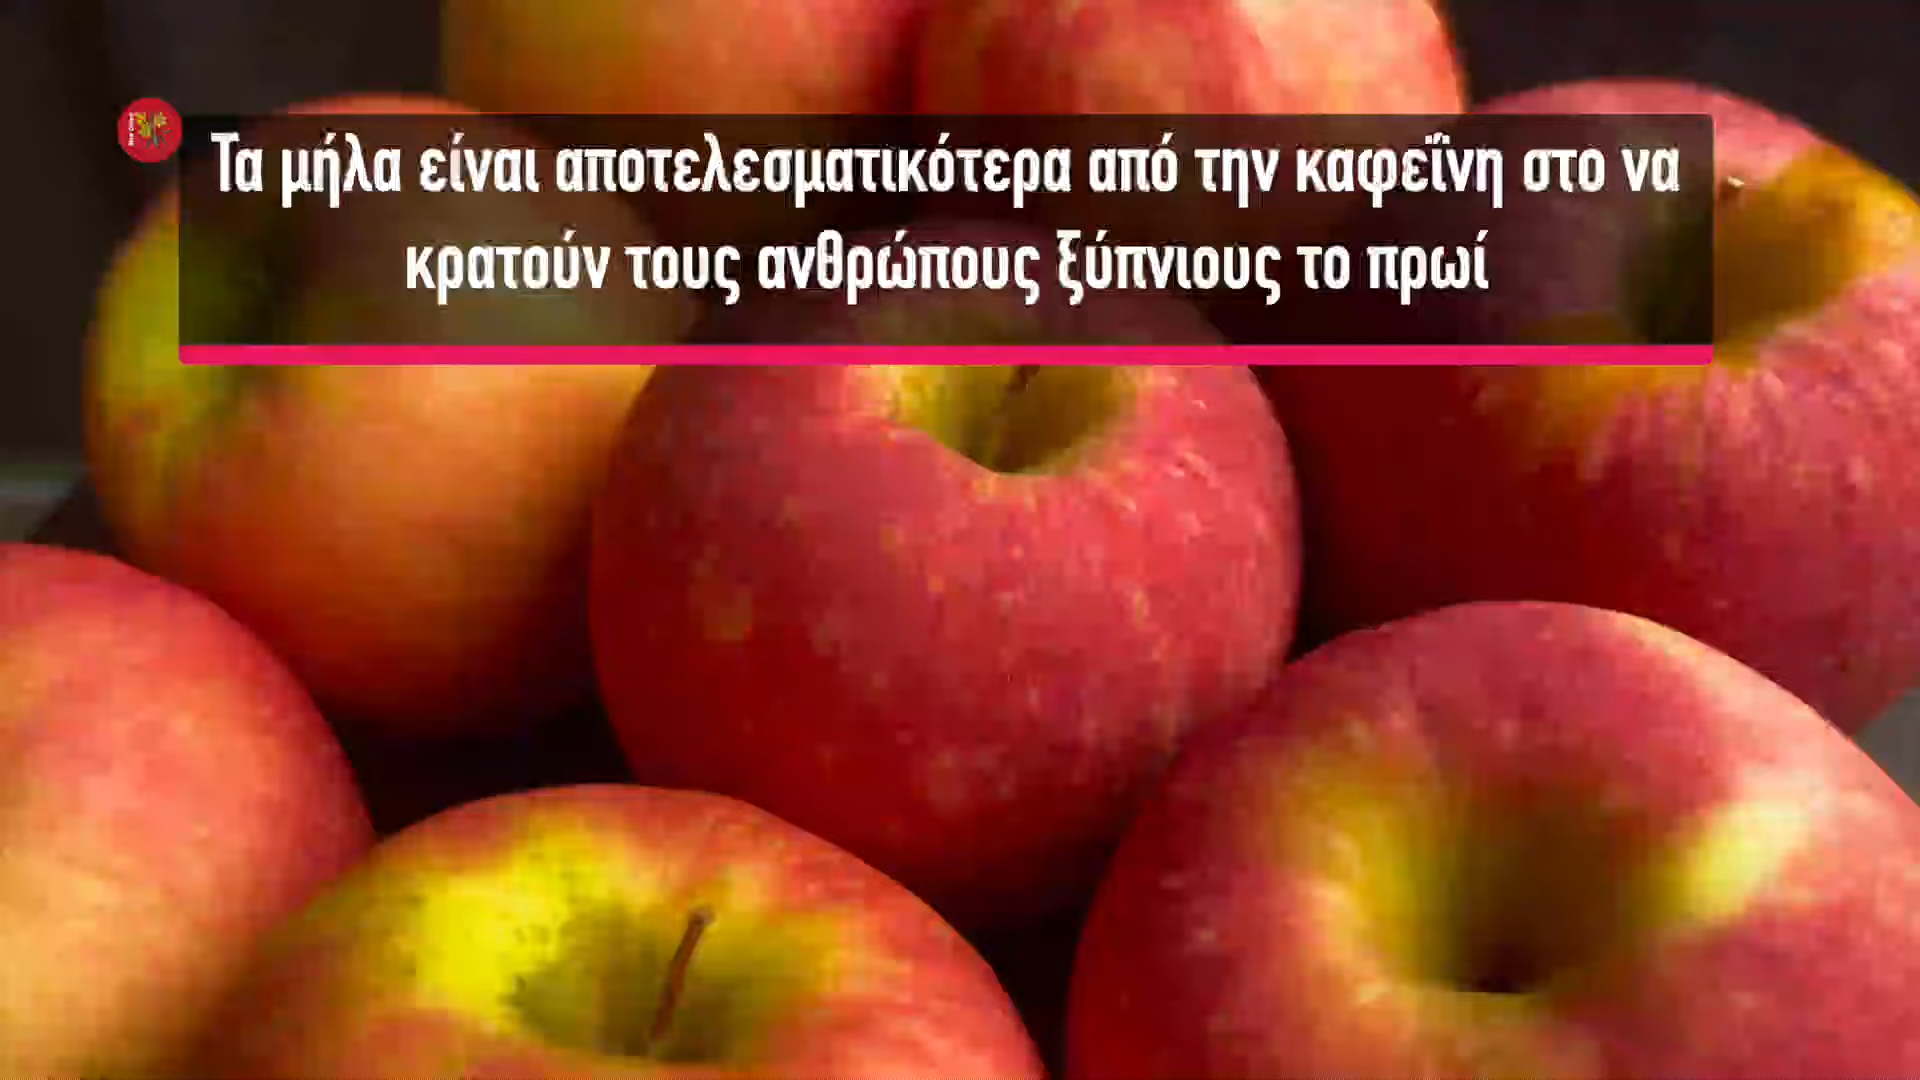 Τα μήλα είναι αποτελεσματικότερα από την καφεΐνη στο να
κρατούν τους ανθρώπους ξύπνιους το πρωί